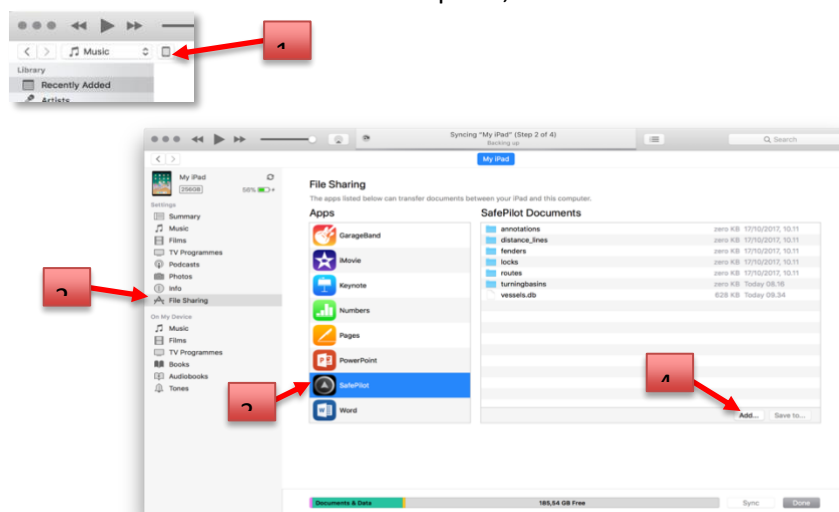 Music
Library
Recently Added
Artists
Syncing "My iPad" (Step 2 of 4)
Backing up
Search
My iPad
My iPad
256GB 56%
Settings
Summary
Music
Films
TV Programmes
Podcasts
Photos
Info
File Sharing
On My Device
Music
Films
TV Programmes
Books
Audiobooks
Tones
File Sharing
The apps listed below can transfer documents between your iPad and this computer.
Apps
GarageBand
iMovie
Keynote
Numbers
Pages
PowerPoint
SafePilot
Word
SafePilot Documents
annotations zero KB 17/10/2017, 10.11
distance_lines zero KB 17/10/2017, 10.11
fenders zero KB 17/10/2017, 10.11
locks zero KB 17/10/2017, 10.11
routes zero KB 17/10/2017, 10.11
turningbasins zero KB Today 08.16
vessels.db 628 KB Today 09.34
Add... Save to...
Documents & Data 185,54 GB Free Sync Done